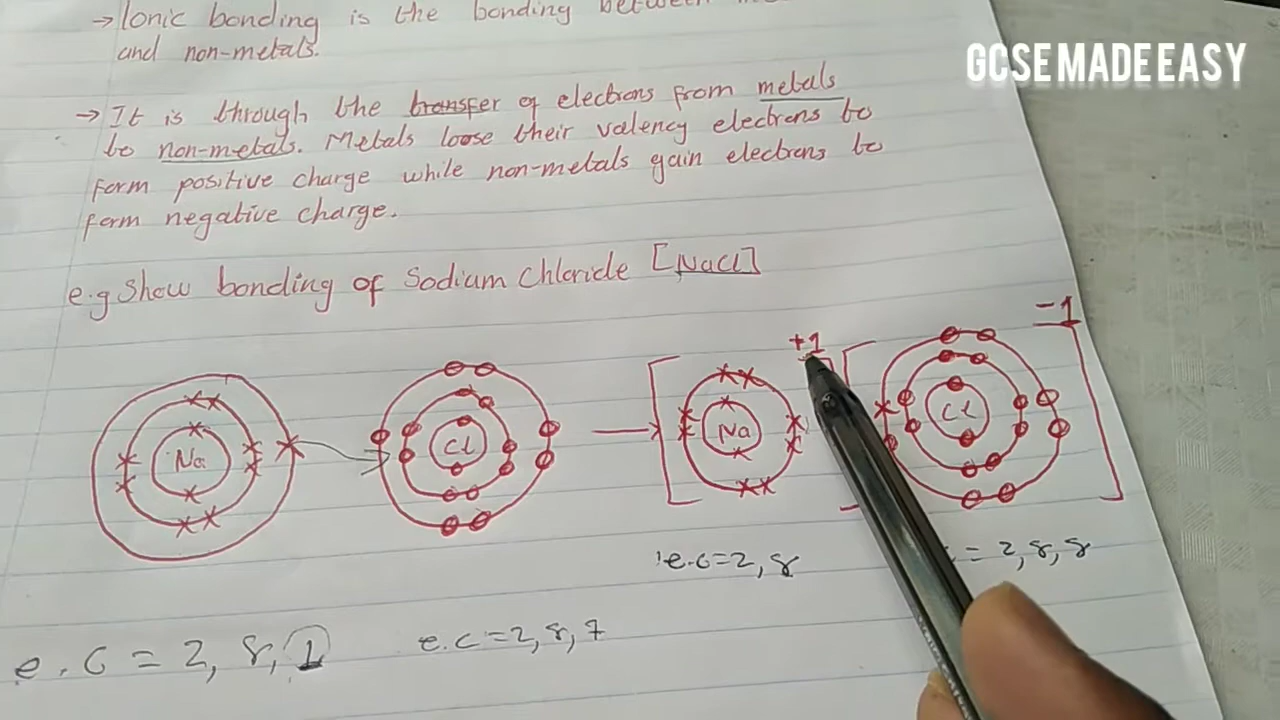 → Ionic bonding is the bonding between
and non-metals.
GCSE MADE EASY
→ It is through the transfer of electrons from metals
to non-metals. Metals loose their valency electrons to
form positive charge while non-metals gain electrons to
form negative charge.
e.g Show bonding of Sodium Chloride [NaCl]
+1
-1
Na
Cl
Na
Cl
e.c = 2, 8
= 2, 8, 8
e.c = 2, 8, 1
e.c = 2, 8, 7